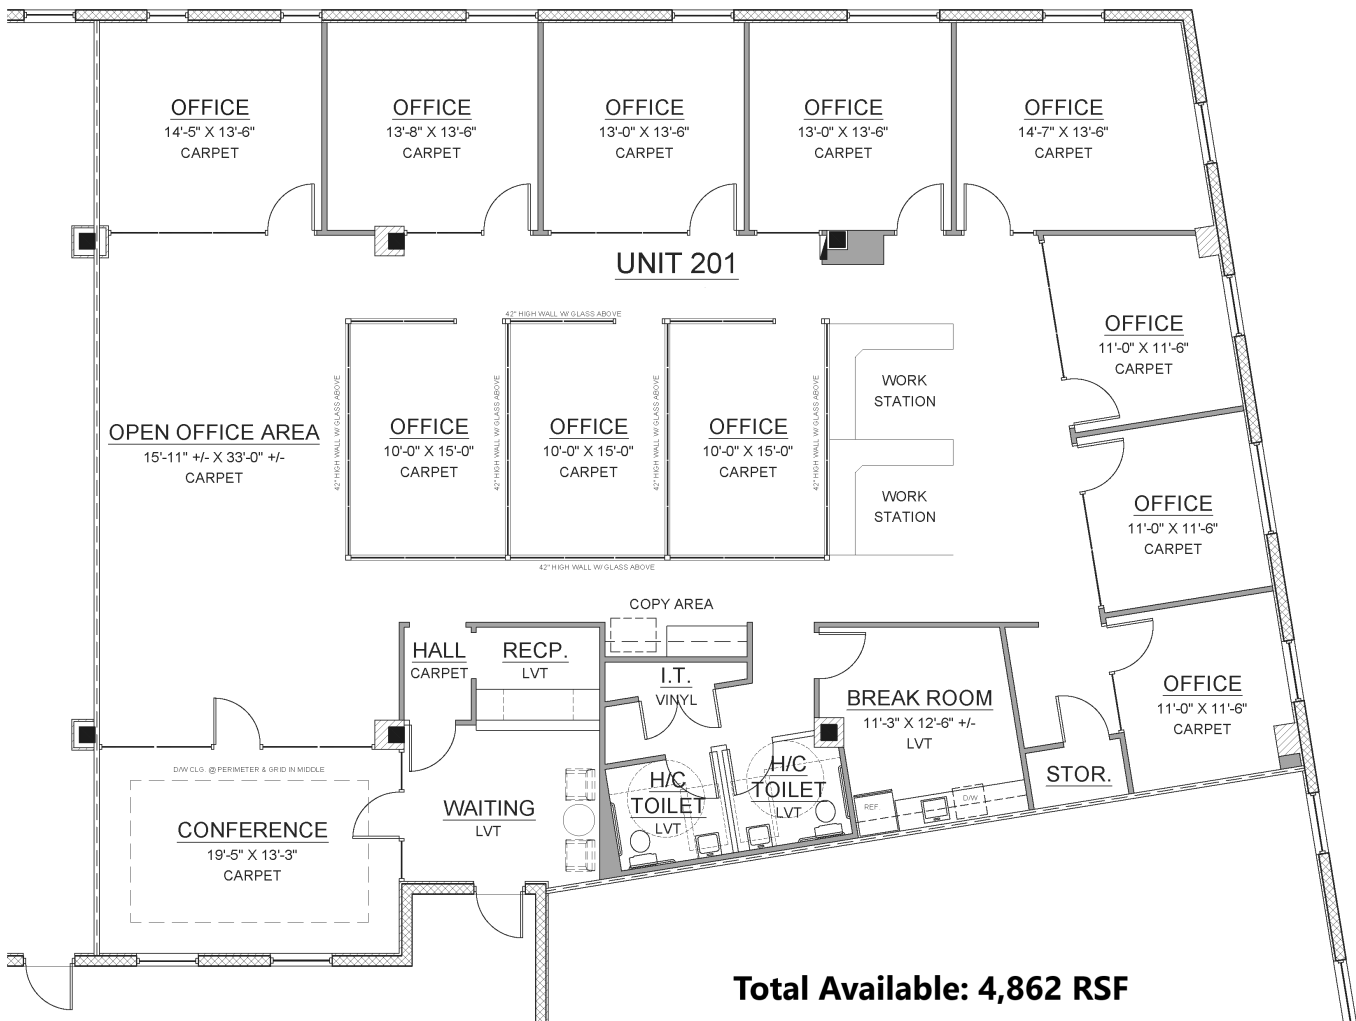 OFFICE
14'-5" X 13'-6"
CARPET
OFFICE
13'-8" X 13'-6"
CARPET
OFFICE
13'-0" X 13'-6"
CARPET
OFFICE
13'-0" X 13'-6"
CARPET
OFFICE
14'-7" X 13'-6"
CARPET
UNIT 201
42" HIGH WALL W/ GLASS ABOVE
OFFICE
11'-0" X 11'-6"
CARPET
OPEN OFFICE AREA
15'-11" +/- X 33'-0" +/-
CARPET
42" HIGH WALL W/ GLASS ABOVE
OFFICE
10'-0" X 15'-0"
CARPET
42" HIGH WALL W/ GLASS ABOVE
OFFICE
10'-0" X 15'-0"
CARPET
42" HIGH WALL W/ GLASS ABOVE
OFFICE
10'-0" X 15'-0"
CARPET
42" HIGH WALL W/ GLASS ABOVE
WORK
STATION
WORK
STATION
OFFICE
11'-0" X 11'-6"
CARPET
42" HIGH WALL W/ GLASS ABOVE
COPY AREA
HALL
CARPET
RECP.
LVT
I.T.
VINYL
BREAK ROOM
11'-3" X 12'-6" +/-
LVT
OFFICE
11'-0" X 11'-6"
CARPET
D/W CLG. @ PERIMETER & GRID IN MIDDLE
CONFERENCE
19'-5" X 13'-3"
CARPET
WAITING
LVT
H/C
TOILET
LVT
H/C
TOILET
LVT
REF
D/W
STOR.
Total Available: 4,862 RSF